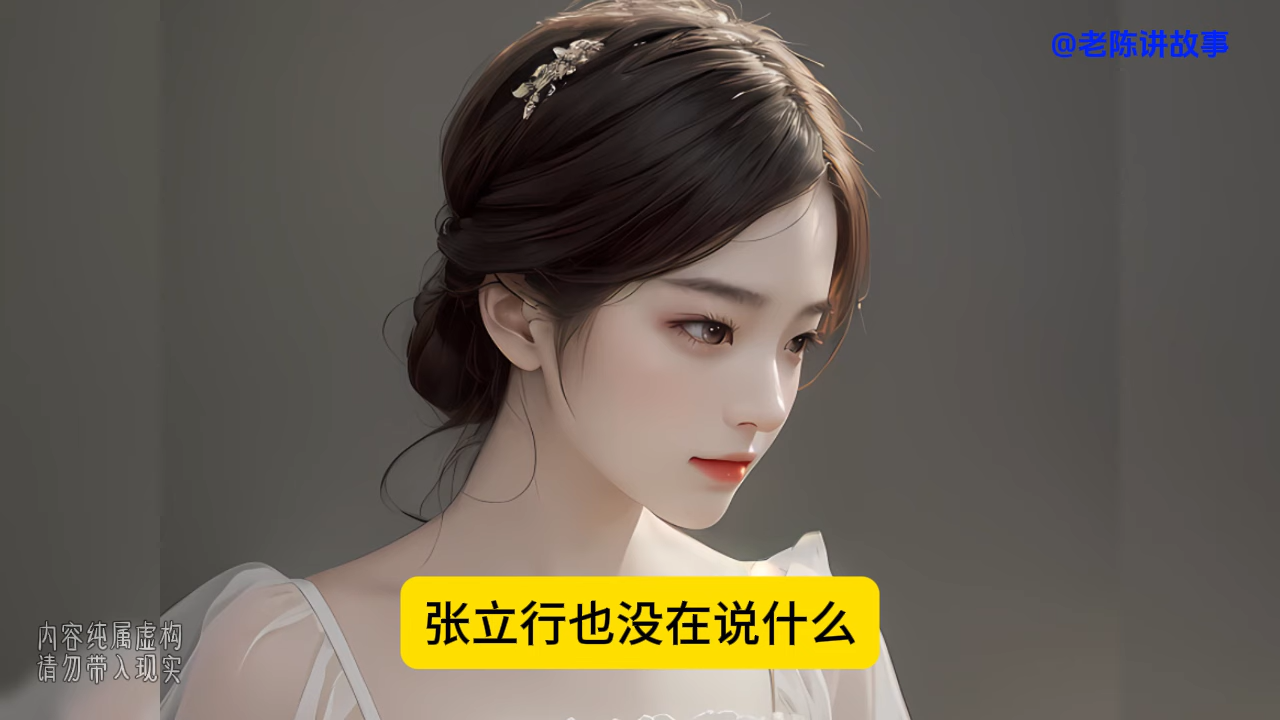 @老陈讲故事
张立行也没在说什么
内容纯属虚构
请勿带入现实